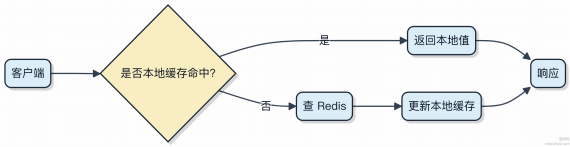 客户端
是否本地缓存命中?
是
返回本地值
否
查 Redis
更新本地缓存
响应